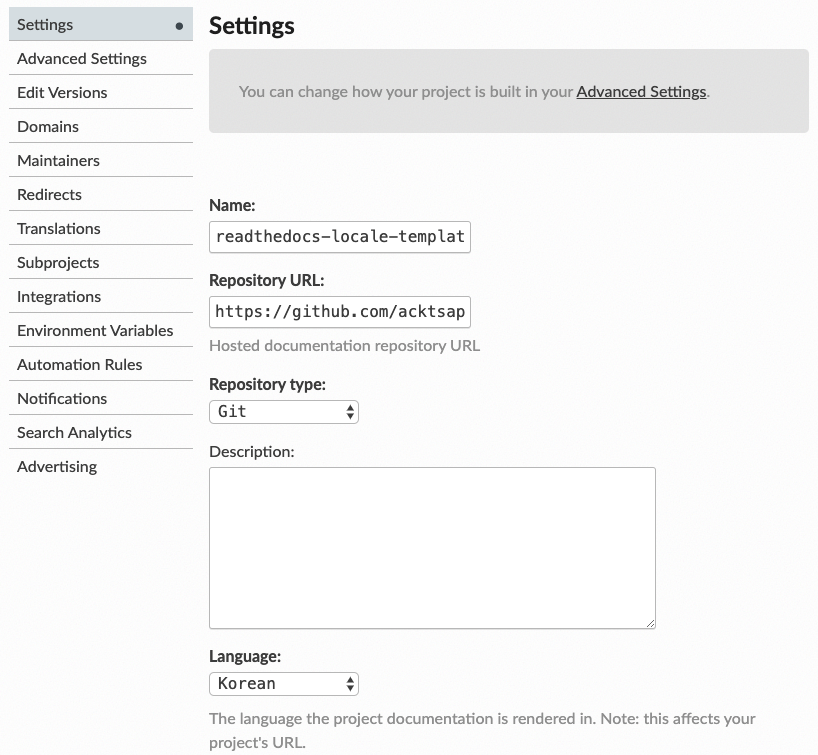 Settings
Advanced Settings
Edit Versions
Domains
Maintainers
Redirects
Translations
Subprojects
Integrations
Environment Variables
Automation Rules
Notifications
Search Analytics
Advertising
Settings
You can change how your project is built in your Advanced Settings.
Name:
readthedocs-locale-templat
Repository URL:
https://github.com/acktsap
Hosted documentation repository URL
Repository type:
Git
Description:
Language:
Korean
The language the project documentation is rendered in. Note: this affects your
project's URL.